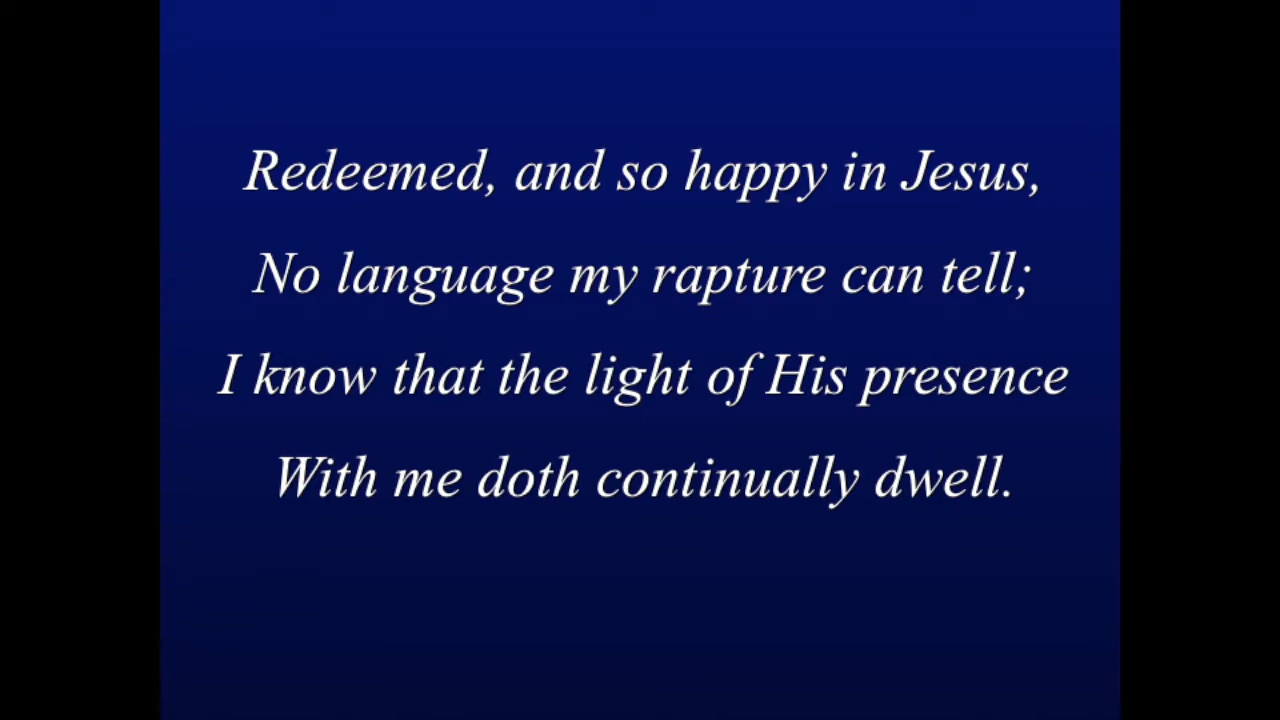 Redeemed, and so happy in Jesus,
No language my rapture can tell;
I know that the light of His presence
With me doth continually dwell.